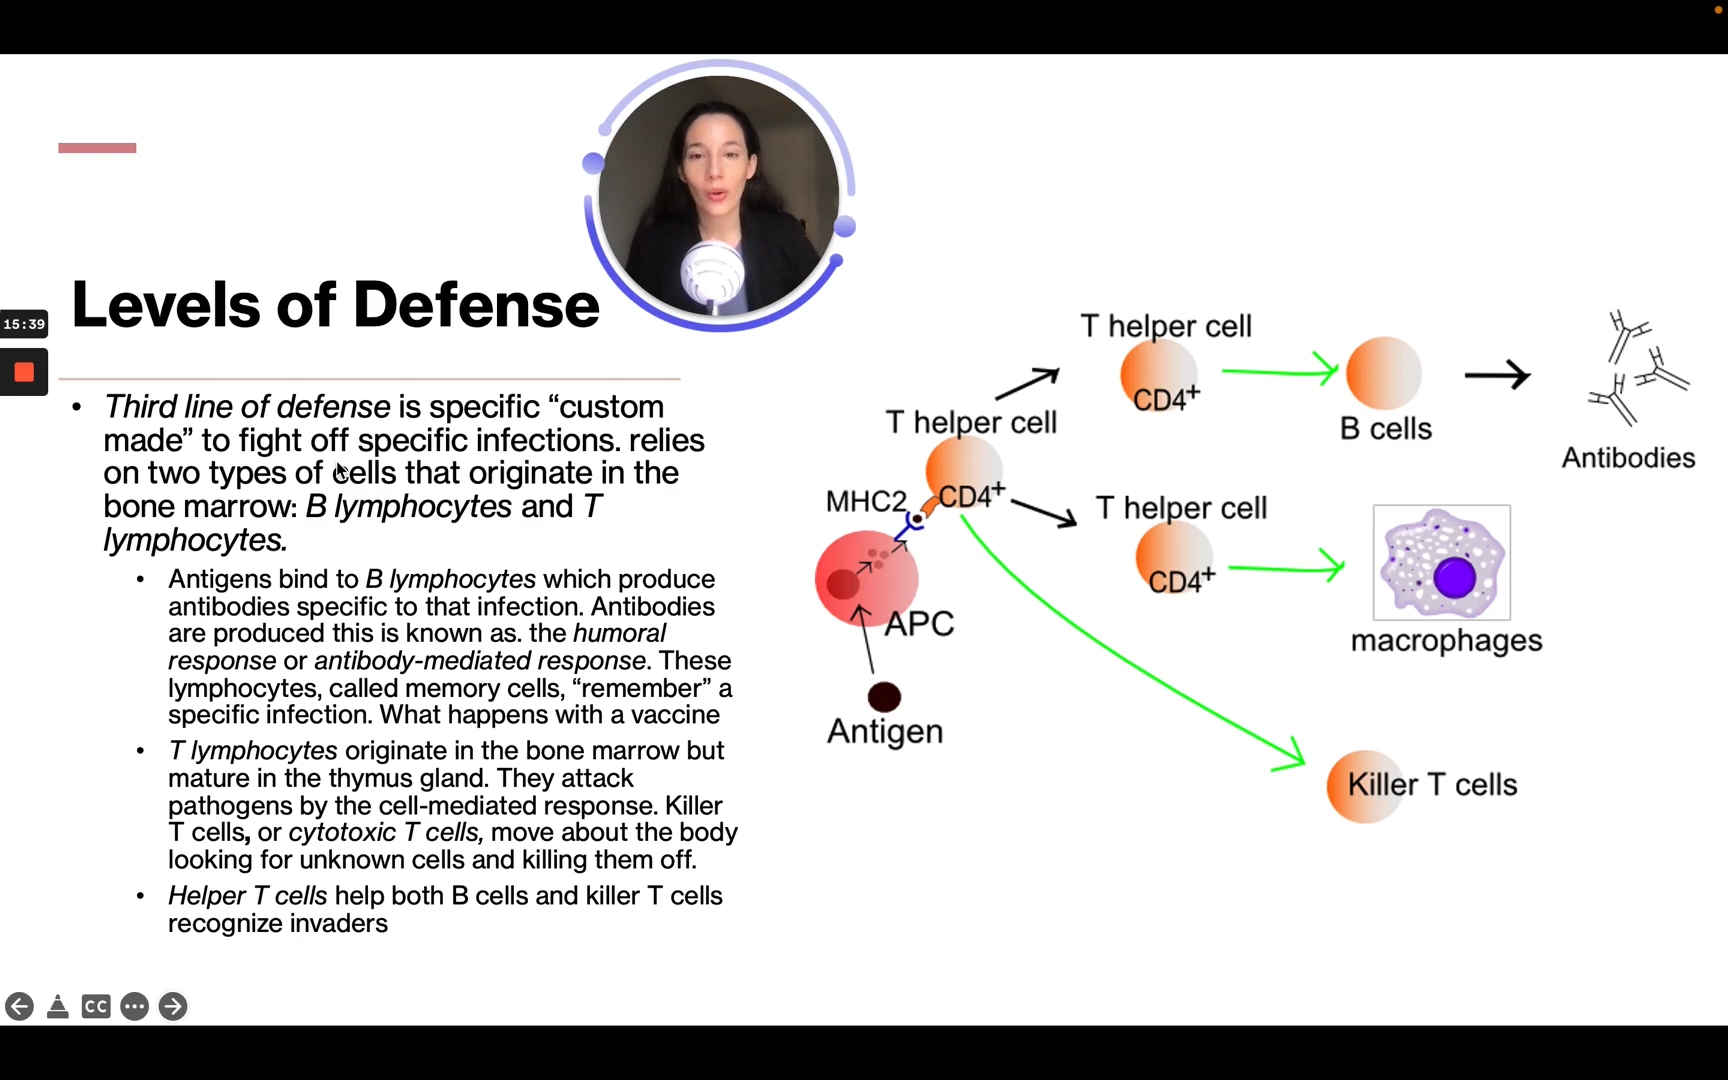 Levels of Defense
15:39
• Third line of defense is specific “custom
made” to fight off specific infections. relies
on two types of cells that originate in the
bone marrow: B lymphocytes and T
lymphocytes.
• Antigens bind to B lymphocytes which produce
antibodies specific to that infection. Antibodies
are produced this is known as. the humoral
response or antibody-mediated response. These
lymphocytes, called memory cells, “remember” a
specific infection. What happens with a vaccine
• T lymphocytes originate in the bone marrow but
mature in the thymus gland. They attack
pathogens by the cell-mediated response. Killer
T cells, or cytotoxic T cells, move about the body
looking for unknown cells and killing them off.
• Helper T cells help both B cells and killer T cells
recognize invaders
T helper cell
CD4+
B cells
Antibodies
T helper cell
CD4+
MHC2
APC
Antigen
T helper cell
CD4+
macrophages
Killer T cells
CC